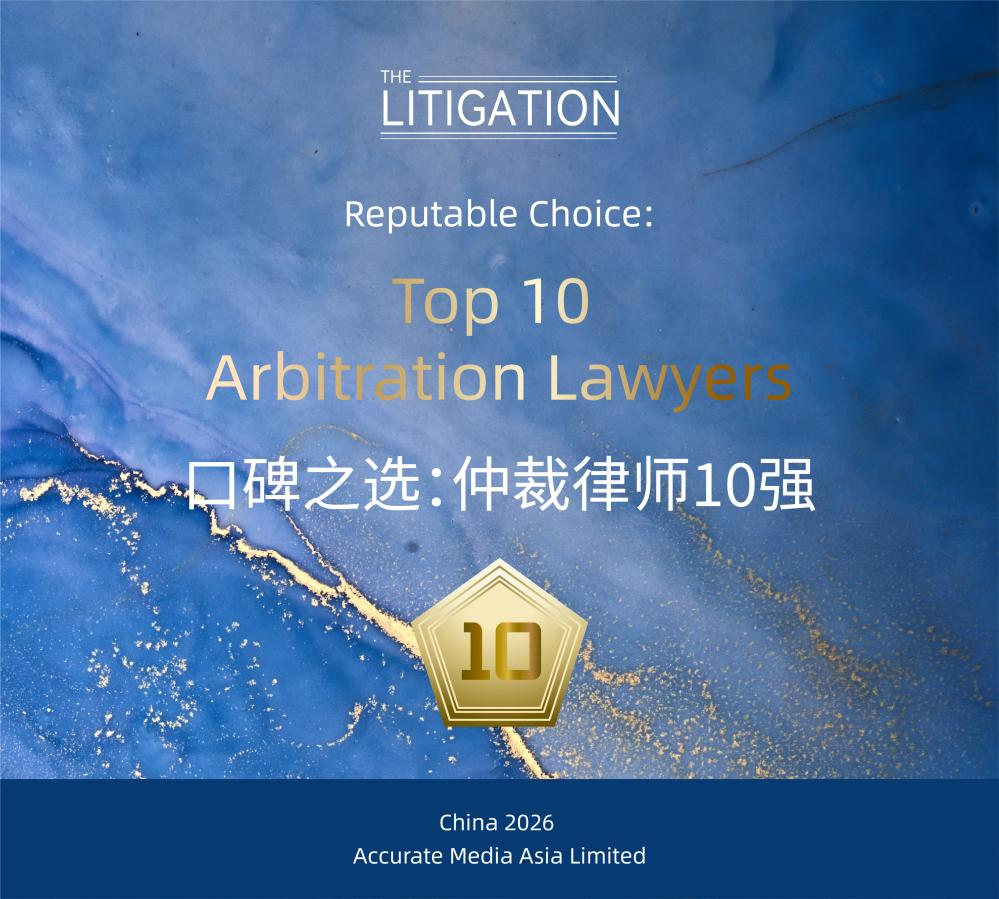 THE
LITIGATION
Reputable Choice:
Top 10
Arbitration Lawyers
口碑之选:仲裁律师10强
10
China 2026
Accurate Media Asia Limited